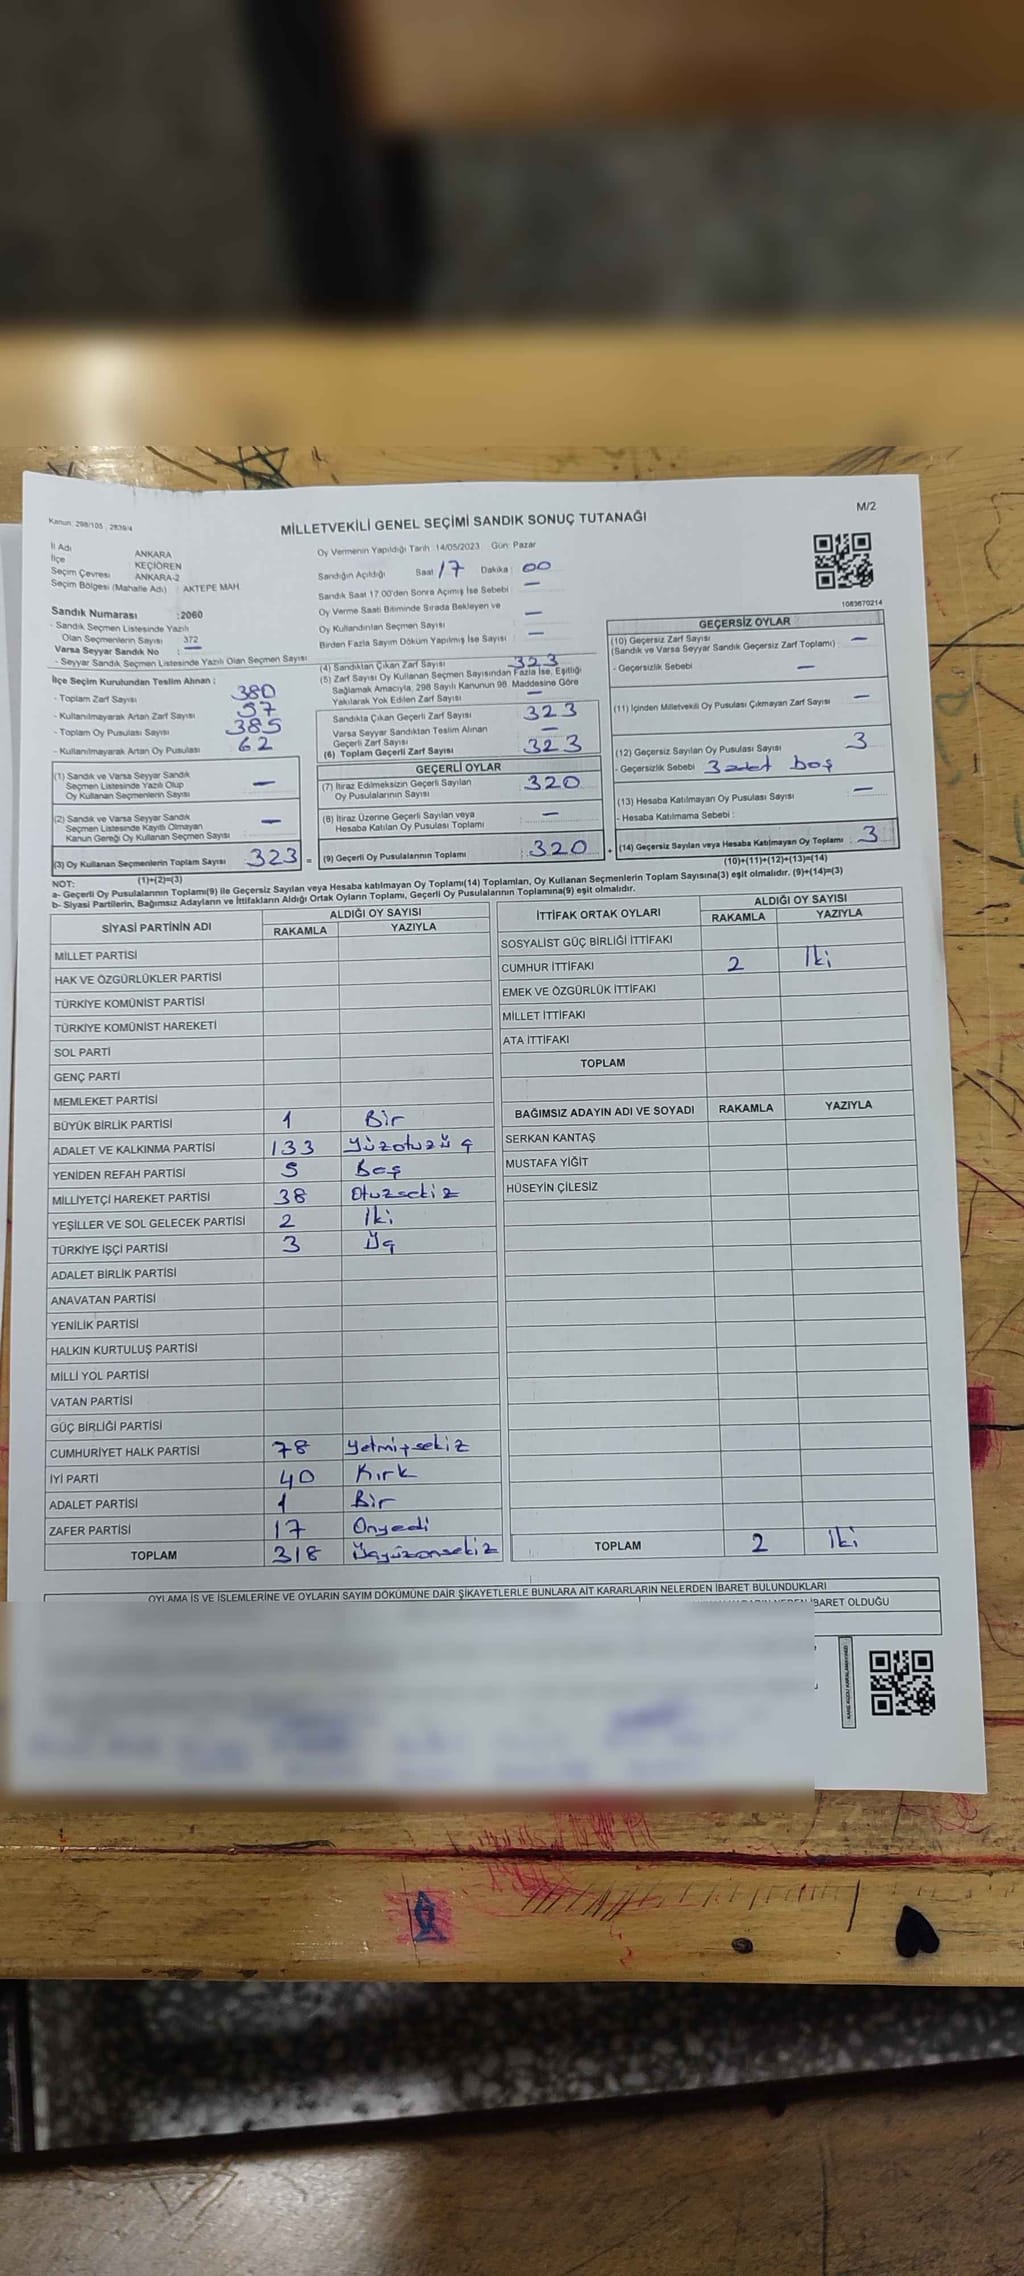 M/2
Kanun: 298/105 , 2839/4
MİLLETVEKİLİ GENEL SEÇİMİ SANDIK SONUÇ TUTANAĞI
İl Adı ANKARA
İlçe KEÇİÖREN
Seçim Çevresi ANKARA-2
Seçim Bölgesi (Mahalle Adı) : AKTEPE MAH.
Sandık Numarası :2060
- Sandık Seçmen Listesinde Yazılı
Olan Seçmenlerin Sayısı : 372
Varsa Seyyar Sandık No : —
- Seyyar Sandık Seçmen Listesinde Yazılı Olan Seçmen Sayısı
İlçe Seçim Kurulundan Teslim Alınan :
- Toplam Zarf Sayısı 380
- Kullanılmayarak Artan Zarf Sayısı 57
- Toplam Oy Pusulası Sayısı 385
- Kullanılmayarak Artan Oy Pusulası 62
(1) Sandık ve Varsa Seyyar Sandık
Seçmen Listesinde Yazılı Olup
Oy Kullanan Seçmenlerin Sayısı —
(2) Sandık ve Varsa Seyyar Sandık
Seçmen Listesinde Kayıtlı Olmayan
Kanun Gereği Oy Kullanan Seçmen Sayısı : —
(3) Oy Kullanan Seçmenlerin Toplam Sayısı 323 =
(1)+(2)=(3)
Oy Vermenin Yapıldığı Tarih :14/05/2023 Gün: Pazar
Sandığın Açıldığı Saat 17 Dakika : 00
Sandık Saat 17.00'den Sonra Açımış İse Sebebi : —
Oy Verme Saati Bitiminde Sırada Bekleyen ve
Oy Kullandırılan Seçmen Sayısı —
Birden Fazla Sayım Döküm Yapılmış İse Sayısı : —
(4) Sandıktan Çıkan Zarf Sayısı 323
(5) Zarf Sayısı Oy Kullanan Seçmen Sayısından Fazla İse, Eşitliği
Sağlamak Amacıyla, 298 Sayılı Kanunun 98. Maddesine Göre
Yakılarak Yok Edilen Zarf Sayısı —
Sandıkta Çıkan Geçerli Zarf Sayısı 323
Varsa Seyyar Sandıktan Teslim Alınan
Geçerli Zarf Sayısı —
(6) Toplam Geçerli Zarf Sayısı 323
GEÇERLİ OYLAR
(7) İtiraz Edilmeksizin Geçerli Sayılan
Oy Pusulalarının Sayısı 320
(8) İtiraz Üzerine Geçerli Sayılan veya
Hesaba Katılan Oy Pusulası Toplamı —
(9) Geçerli Oy Pusulalarının Toplamı 320 +
1083670214
GEÇERSİZ OYLAR
(10) Geçersiz Zarf Sayısı
(Sandık ve Varsa Seyyar Sandık Geçersiz Zarf Toplamı) : —
- Geçersizlik Sebebi —
(11) İçinden Milletvekili Oy Pusulası Çıkmayan Zarf Sayısı —
(12) Geçersiz Sayılan Oy Pusulası Sayısı 3
- Geçersizlik Sebebi 3 adet boş
(13) Hesaba Katılmayan Oy Pusulası Sayısı —
- Hesaba Katılmama Sebebi :
(14) Geçersiz Sayılan veya Hesaba Katılmayan Oy Toplamı : 3
(10)+(11)+(12)+(13)=(14)
NOT:
a- Geçerli Oy Pusulalarının Toplamı(9) ile Geçersiz Sayılan veya Hesaba katılmayan Oy Toplamı(14) Toplamları, Oy Kullanan Seçmenlerin Toplam Sayısına(3) eşit olmalıdır. (9)+(14)=(3)
b- Siyasi Partilerin, Bağımsız Adayların ve İttifakların Aldığı Ortak Oyların Toplamı, Geçerli Oy Pusulalarının Toplamına(9) eşit olmalıdır.
SİYASİ PARTİNİN ADI ALDIĞI OY SAYISI
RAKAMLA YAZIYLA
MİLLET PARTİSİ
HAK VE ÖZGÜRLÜKLER PARTİSİ
TÜRKİYE KOMÜNİST PARTİSİ
TÜRKİYE KOMÜNİST HAREKETİ
SOL PARTİ
GENÇ PARTİ
MEMLEKET PARTİSİ
BÜYÜK BİRLİK PARTİSİ 1 Bir
ADALET VE KALKINMA PARTİSİ 133 Yüzotuzüç
YENİDEN REFAH PARTİSİ 5 Beş
MİLLİYETÇİ HAREKET PARTİSİ 38 Otuzsekiz
YEŞİLLER VE SOL GELECEK PARTİSİ 2 İki
TÜRKİYE İŞÇİ PARTİSİ 3 Üç
ADALET BİRLİK PARTİSİ
ANAVATAN PARTİSİ
YENİLİK PARTİSİ
HALKIN KURTULUŞ PARTİSİ
MİLLİ YOL PARTİSİ
VATAN PARTİSİ
GÜÇ BİRLİĞİ PARTİSİ
CUMHURİYET HALK PARTİSİ 78 Yetmişsekiz
İYİ PARTİ 40 Kırk
ADALET PARTİSİ 1 Bir
ZAFER PARTİSİ 17 Onyedi
TOPLAM 318 Üçyüzonsekiz
İTTİFAK ORTAK OYLARI ALDIĞI OY SAYISI
RAKAMLA YAZIYLA
SOSYALİST GÜÇ BİRLİĞİ İTTİFAKI
CUMHUR İTTİFAKI 2 İki
EMEK VE ÖZGÜRLÜK İTTİFAKI
MİLLET İTTİFAKI
ATA İTTİFAKI
TOPLAM
BAĞIMSIZ ADAYIN ADI VE SOYADI RAKAMLA YAZIYLA
SERKAN KANTAŞ
MUSTAFA YİĞİT
HÜSEYİN ÇİLESİZ
TOPLAM 2 İki
OYLAMA İŞ VE İŞLEMLERİNE VE OYLARIN SAYIM DÖKÜMÜNE DAİR ŞİKAYETLERLE BUNLARA AİT KARARLARIN NELERDEN İBARET BULUNDUKLARI
İBARET OLDUĞU